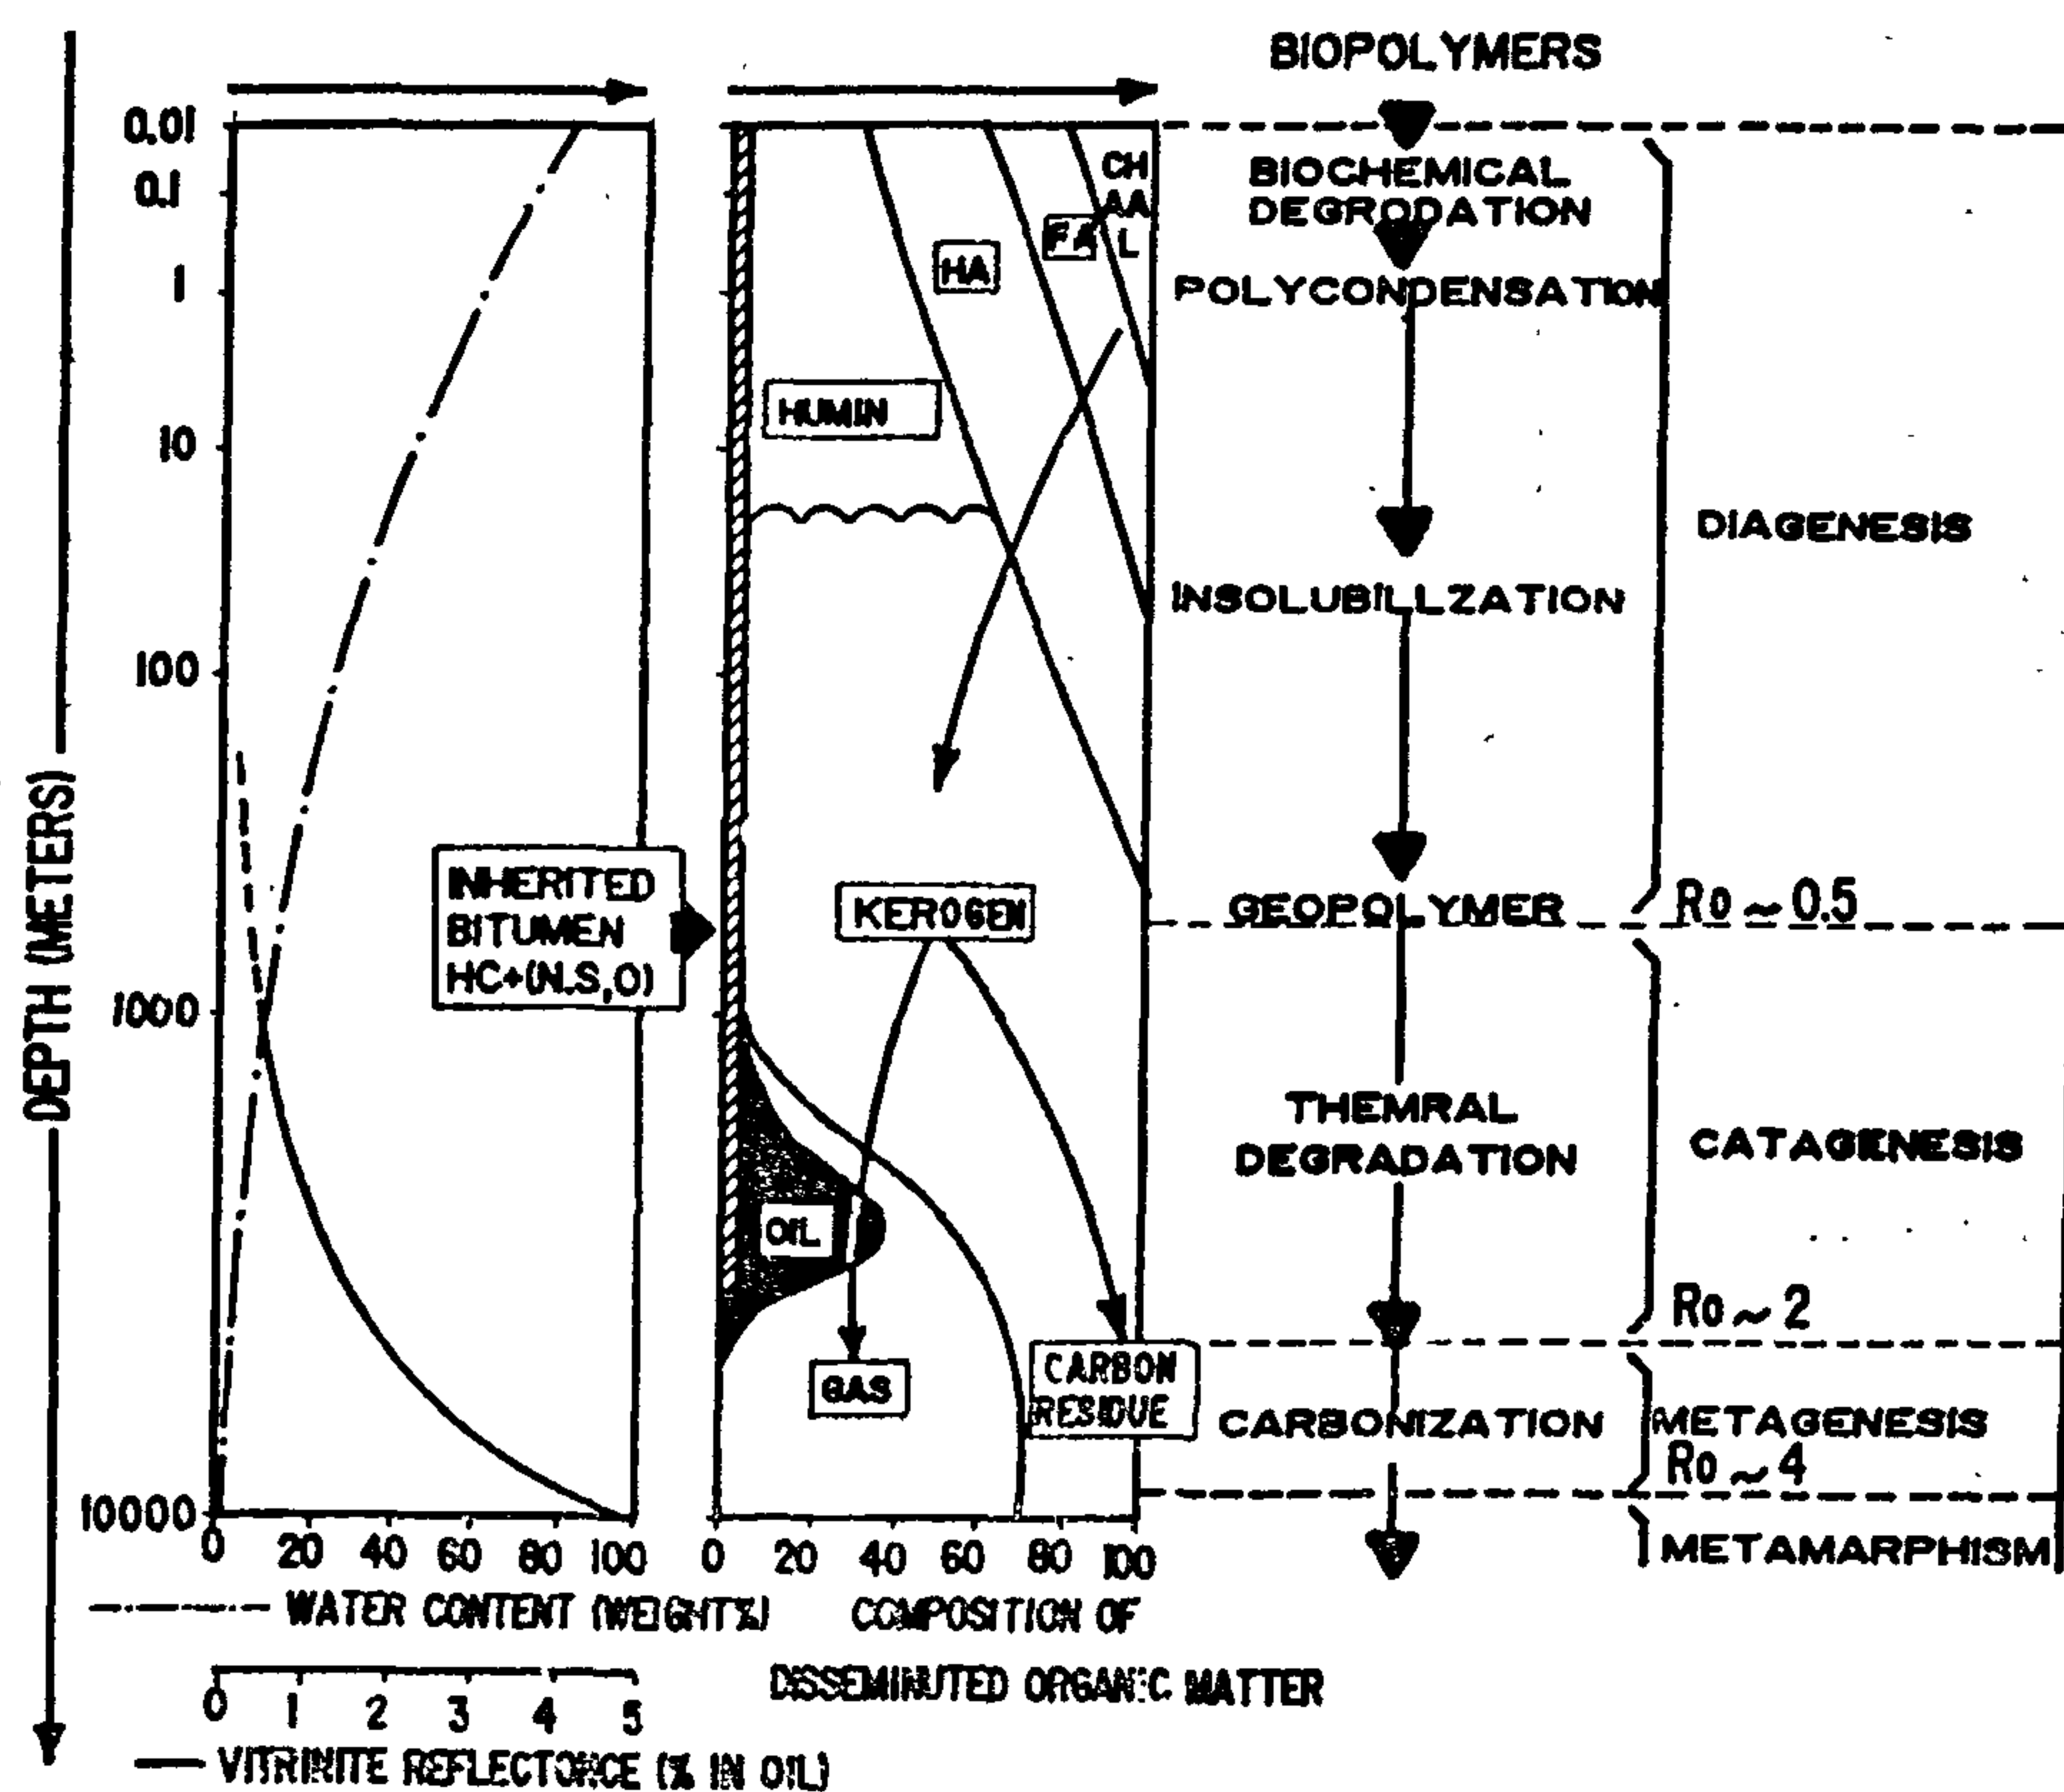 BIOPOLYMERS
0.01
0.1
1
10
100
1000
10000
DEPTH (METERS)
CH
AA
L
FA
HA
HUMIN
INHERITED
BITUMEN
HC+(N.S,O)
KEROGEN
OIL
GAS
CARBON
RESIDUE
BIOCHEMICAL
DEGRODATION
POLYCONDENSATION
INSOLUBILLZATION
GEOPOLYMER
THEMRAL
DEGRADATION
CARBONIZATION
DIAGENESIS
Ro ~ 0.5
CATAGENESIS
Ro ~ 2
METAGENESIS
Ro ~ 4
METAMARPHISM
0 20 40 60 80 100
0 20 40 60 80 100
WATER CONTENT (WEIGHT%)
COMPOSITION OF
DISSEMINUTED ORGANIC MATTER
0 1 2 3 4 5
VITRINITE REFLECTONCE (% IN OIL)